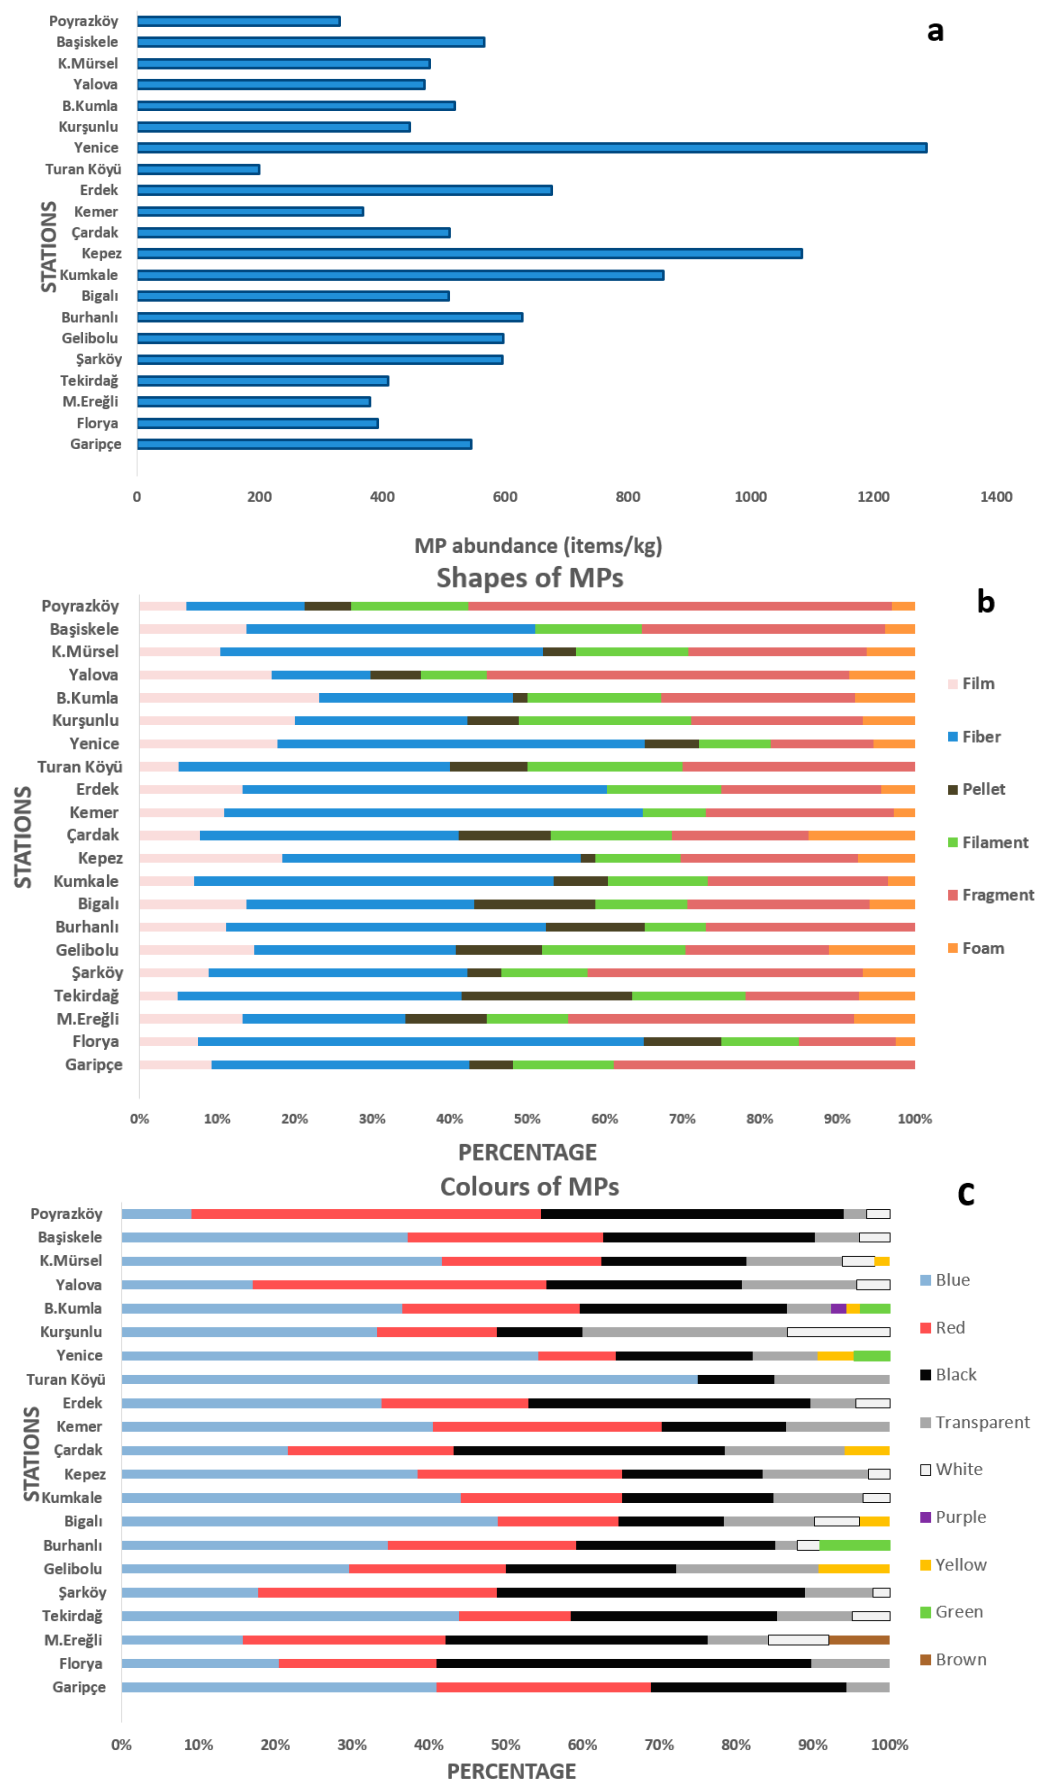 a
Poyrazköy
Başiskele
K.Mürsel
Yalova
B.Kumla
Kurşunlu
Yenice
Turan Köyü
Erdek
Kemer
Çardak
Kepez
Kumkale
Bigalı
Burhanlı
Gelibolu
Şarköy
Tekirdağ
M.Ereğli
Florya
Garipçe
STATIONS
0 200 400 600 800 1000 1200 1400
MP abundance (items/kg)
Shapes of MPs
b
Poyrazköy
Başiskele
K.Mürsel
Yalova
B.Kumla
Kurşunlu
Yenice
Turan Köyü
Erdek
Kemer
Çardak
Kepez
Kumkale
Bigalı
Burhanlı
Gelibolu
Şarköy
Tekirdağ
M.Ereğli
Florya
Garipçe
STATIONS
Film
Fiber
Pellet
Filament
Fragment
Foam
0% 10% 20% 30% 40% 50% 60% 70% 80% 90% 100%
PERCENTAGE
Colours of MPs
c
Poyrazköy
Başiskele
K.Mürsel
Yalova
B.Kumla
Kurşunlu
Yenice
Turan Köyü
Erdek
Kemer
Çardak
Kepez
Kumkale
Bigalı
Burhanlı
Gelibolu
Şarköy
Tekirdağ
M.Ereğli
Florya
Garipçe
STATIONS
Blue
Red
Black
Transparent
White
Purple
Yellow
Green
Brown
0% 10% 20% 30% 40% 50% 60% 70% 80% 90% 100%
PERCENTAGE